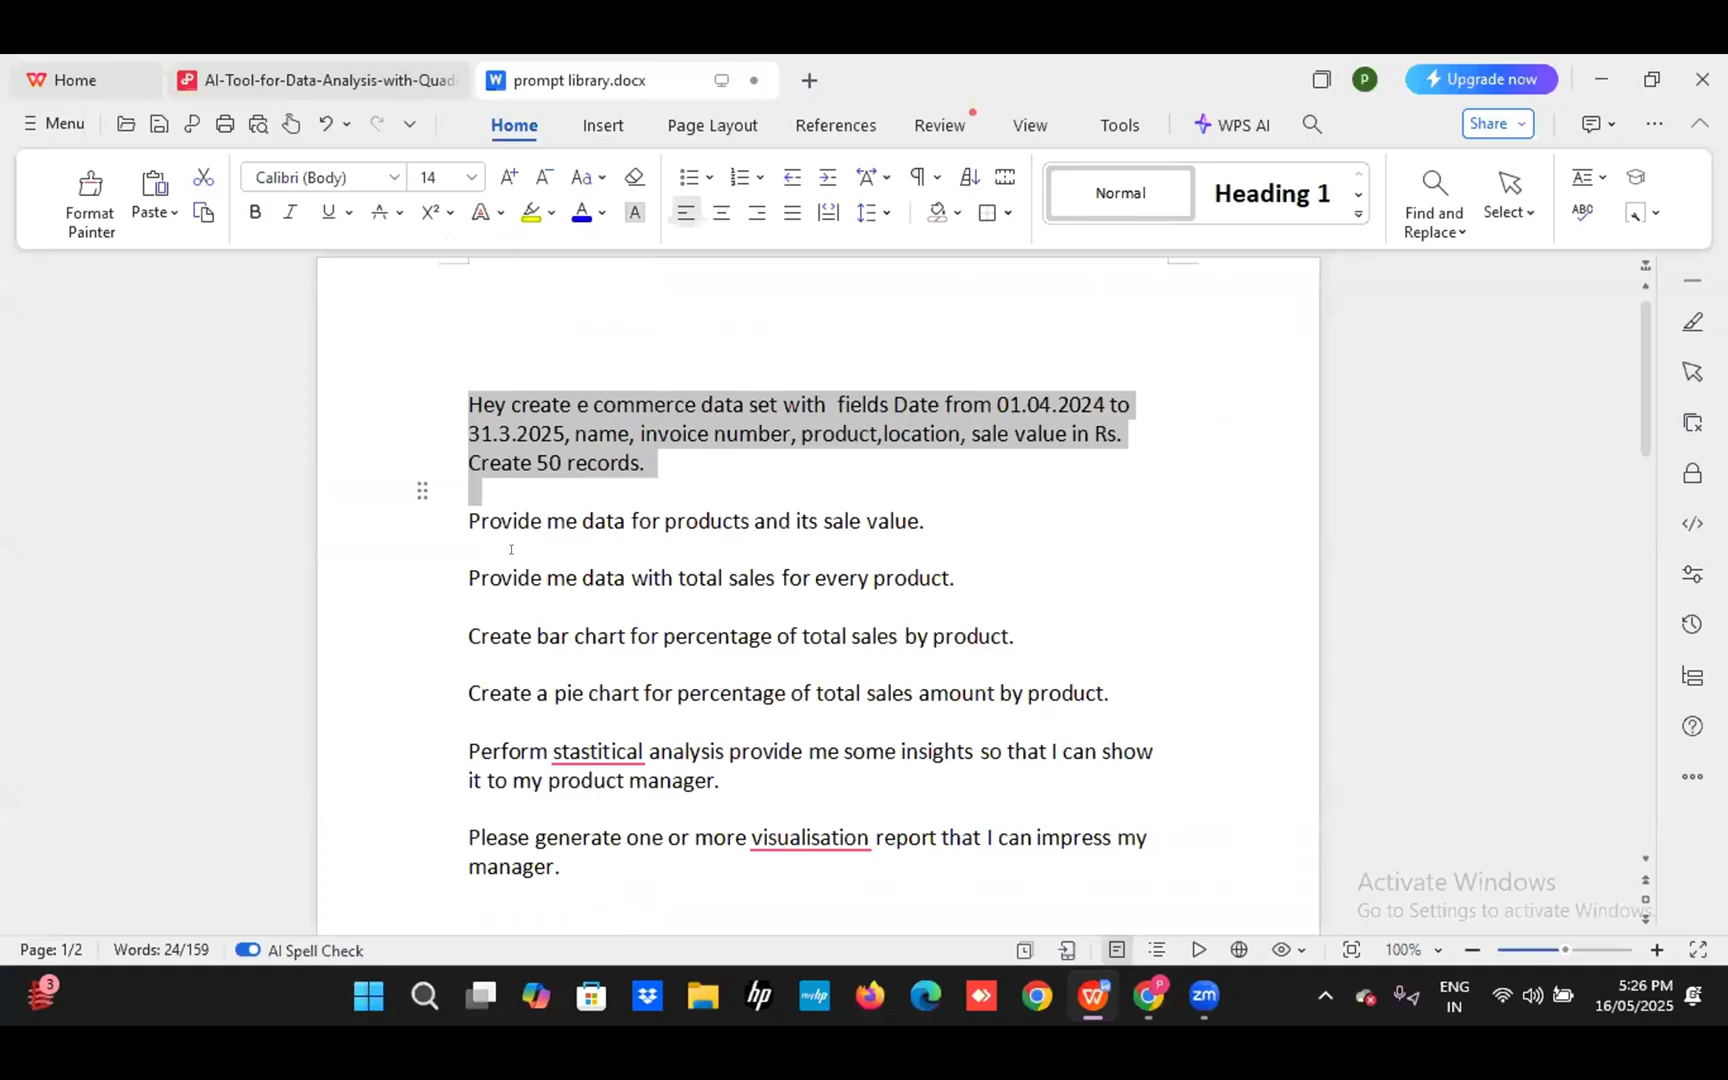 Home
AI-Tool-for-Data-Analysis-with-Quad
prompt library.docx
P
Upgrade now
Menu
Home
Insert
Page Layout
References
Review
View
Tools
WPS AI
Share
Format Painter
Paste
Calibri (Body)
14
Normal
Heading 1
Find and Replace
Select
Hey create e commerce data set with  fields Date from 01.04.2024 to
31.3.2025, name, invoice number, product,location, sale value in Rs.
Create 50 records.
Provide me data for products and its sale value.
Provide me data with total sales for every product.
Create bar chart for percentage of total sales by product.
Create a pie chart for percentage of total sales amount by product.
Perform stastitical analysis provide me some insights so that I can show
it to my product manager.
Please generate one or more visualisation report that I can impress my
manager.
Activate Windows
Go to Settings to activate Windows.
Page: 1/2
Words: 24/159
AI Spell Check
100%
3
hp
myhp
zm
ENG
IN
5:26 PM
16/05/2025